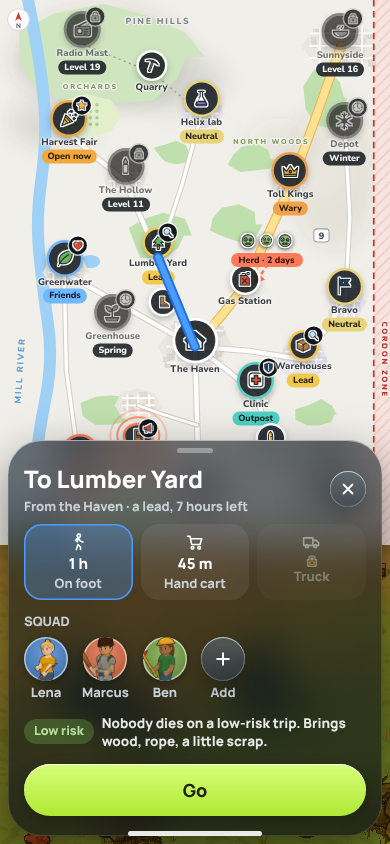 N
PINE HILLS
Radio Mast
Level 19
Sunnyside
Level 16
Quarry
ORCHARDS
Helix lab
Neutral
Harvest Fair
Open now
Depot
Winter
NORTH WOODS
The Hollow
Level 11
Toll Kings
Wary
9
Lumber Yard
Lead
Herd · 2 days
Greenwater
Friends
Gas Station
Bravo
Neutral
Greenhouse
Spring
MILL RIVER
CORDON ZONE
The Haven
Warehouses
Lead
Clinic
Outpost
To Lumber Yard
From the Haven · a lead, 7 hours left
1 h
On foot
45 m
Hand cart
Truck
SQUAD
Lena
Marcus
Ben
Add
Low risk
Nobody dies on a low-risk trip. Brings
wood, rope, a little scrap.
Go